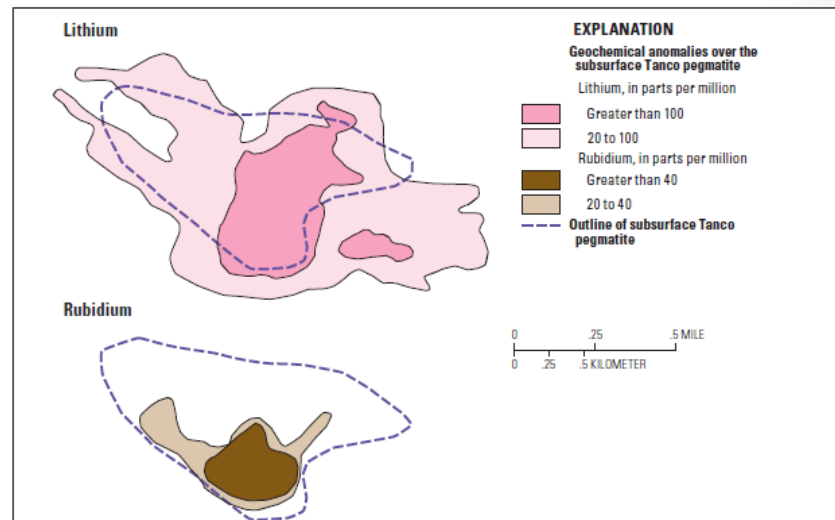 Lithium
EXPLANATION
Geochemical anomalies over the
subsurface Tanco pegmatite
Lithium, in parts per million
Greater than 100
20 to 100
Rubidium, in parts per million
Greater than 40
20 to 40
Outline of subsurface Tanco
pegmatite
Rubidium
0 .25 .5 MILE
0 .25 .5 KILOMETER